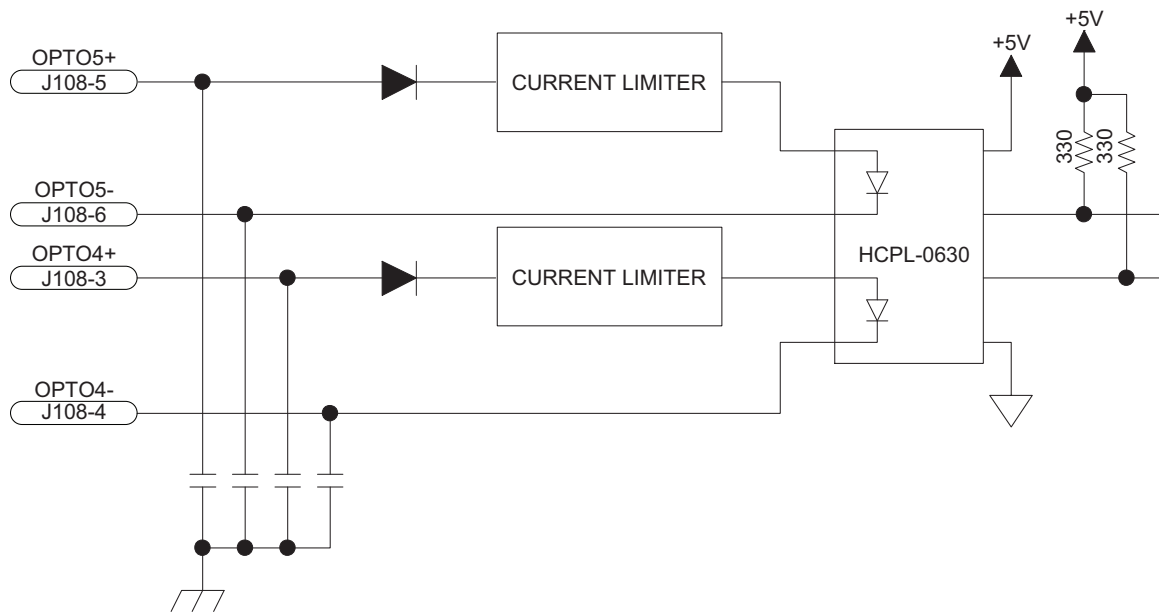 OPTO5+
J108-5
CURRENT LIMITER
+5V
+5V
330
330
OPTO5-
J108-6
OPTO4+
J108-3
CURRENT LIMITER
HCPL-0630
OPTO4-
J108-4